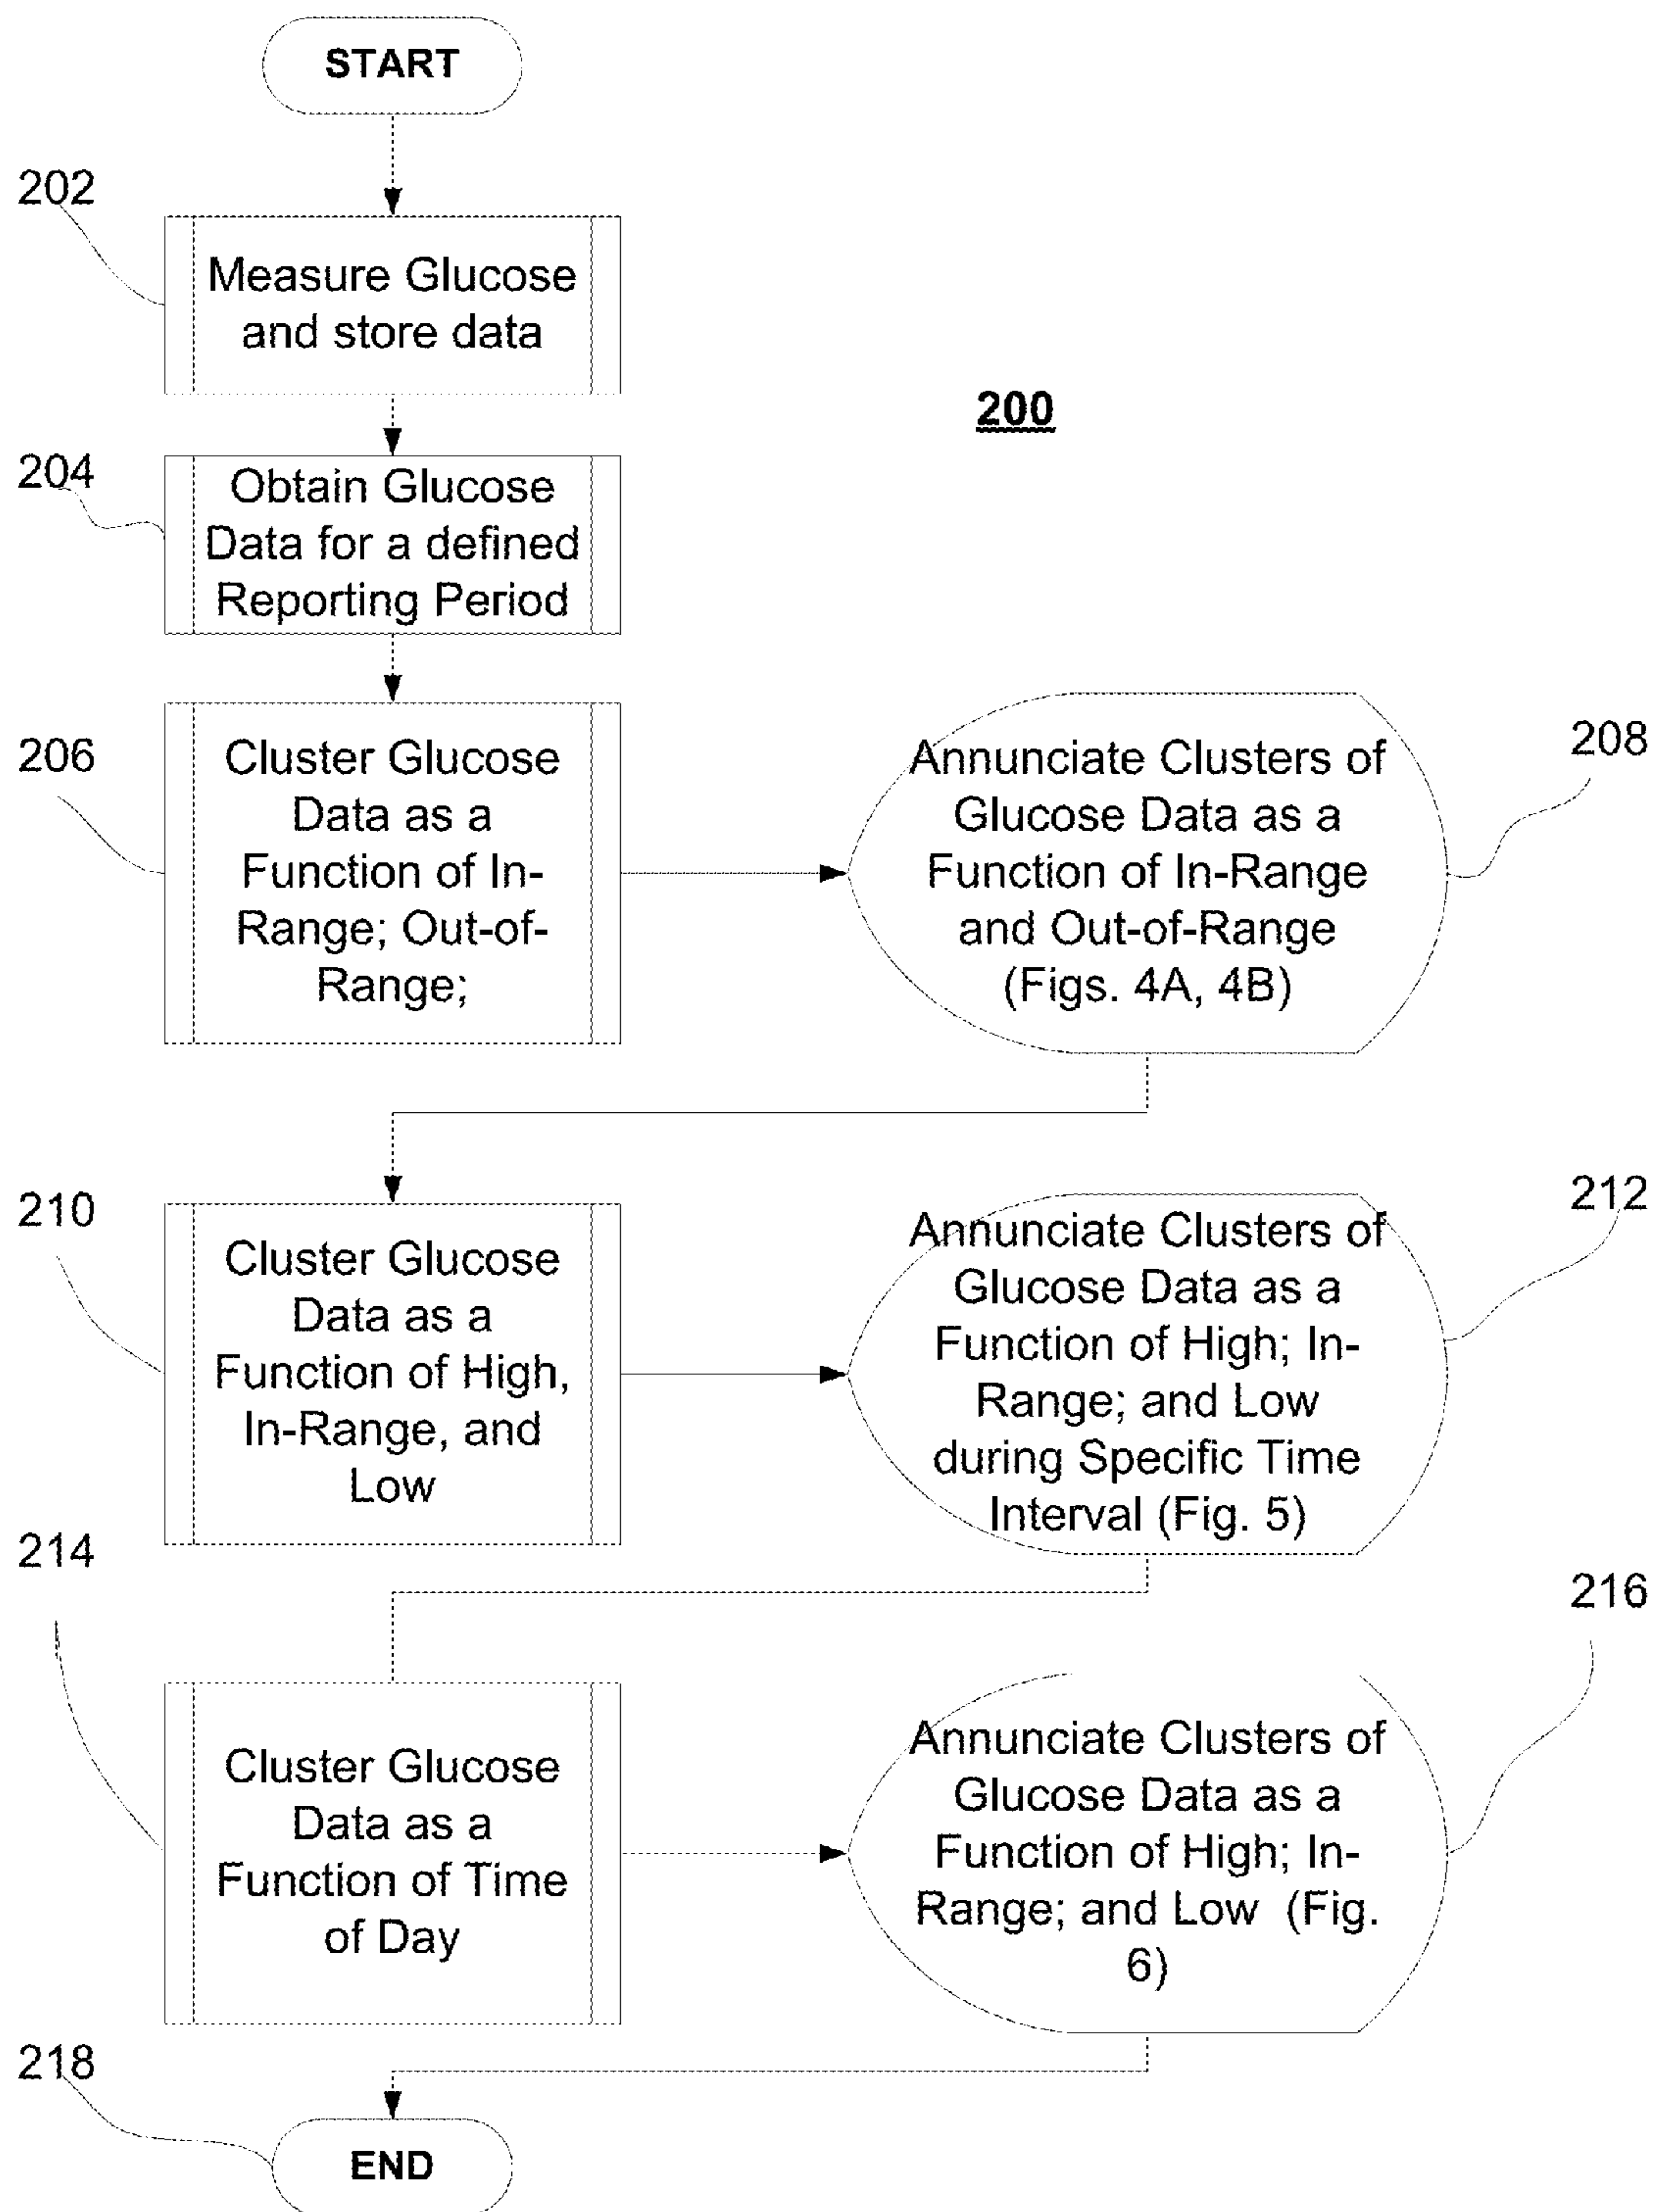 START
202
Measure Glucose
and store data
200
204
Obtain Glucose
Data for a defined
Reporting Period
206
Cluster Glucose
Data as a
Function of In-
Range; Out-of-
Range;
208
Annunciate Clusters of
Glucose Data as a
Function of In-Range
and Out-of-Range
(Figs. 4A, 4B)
210
Cluster Glucose
Data as a
Function of High,
In-Range, and
Low
212
Annunciate Clusters of
Glucose Data as a
Function of High; In-
Range; and Low
during Specific Time
Interval (Fig. 5)
214
Cluster Glucose
Data as a
Function of Time
of Day
216
Annunciate Clusters of
Glucose Data as a
Function of High; In-
Range; and Low (Fig.
6)
218
END